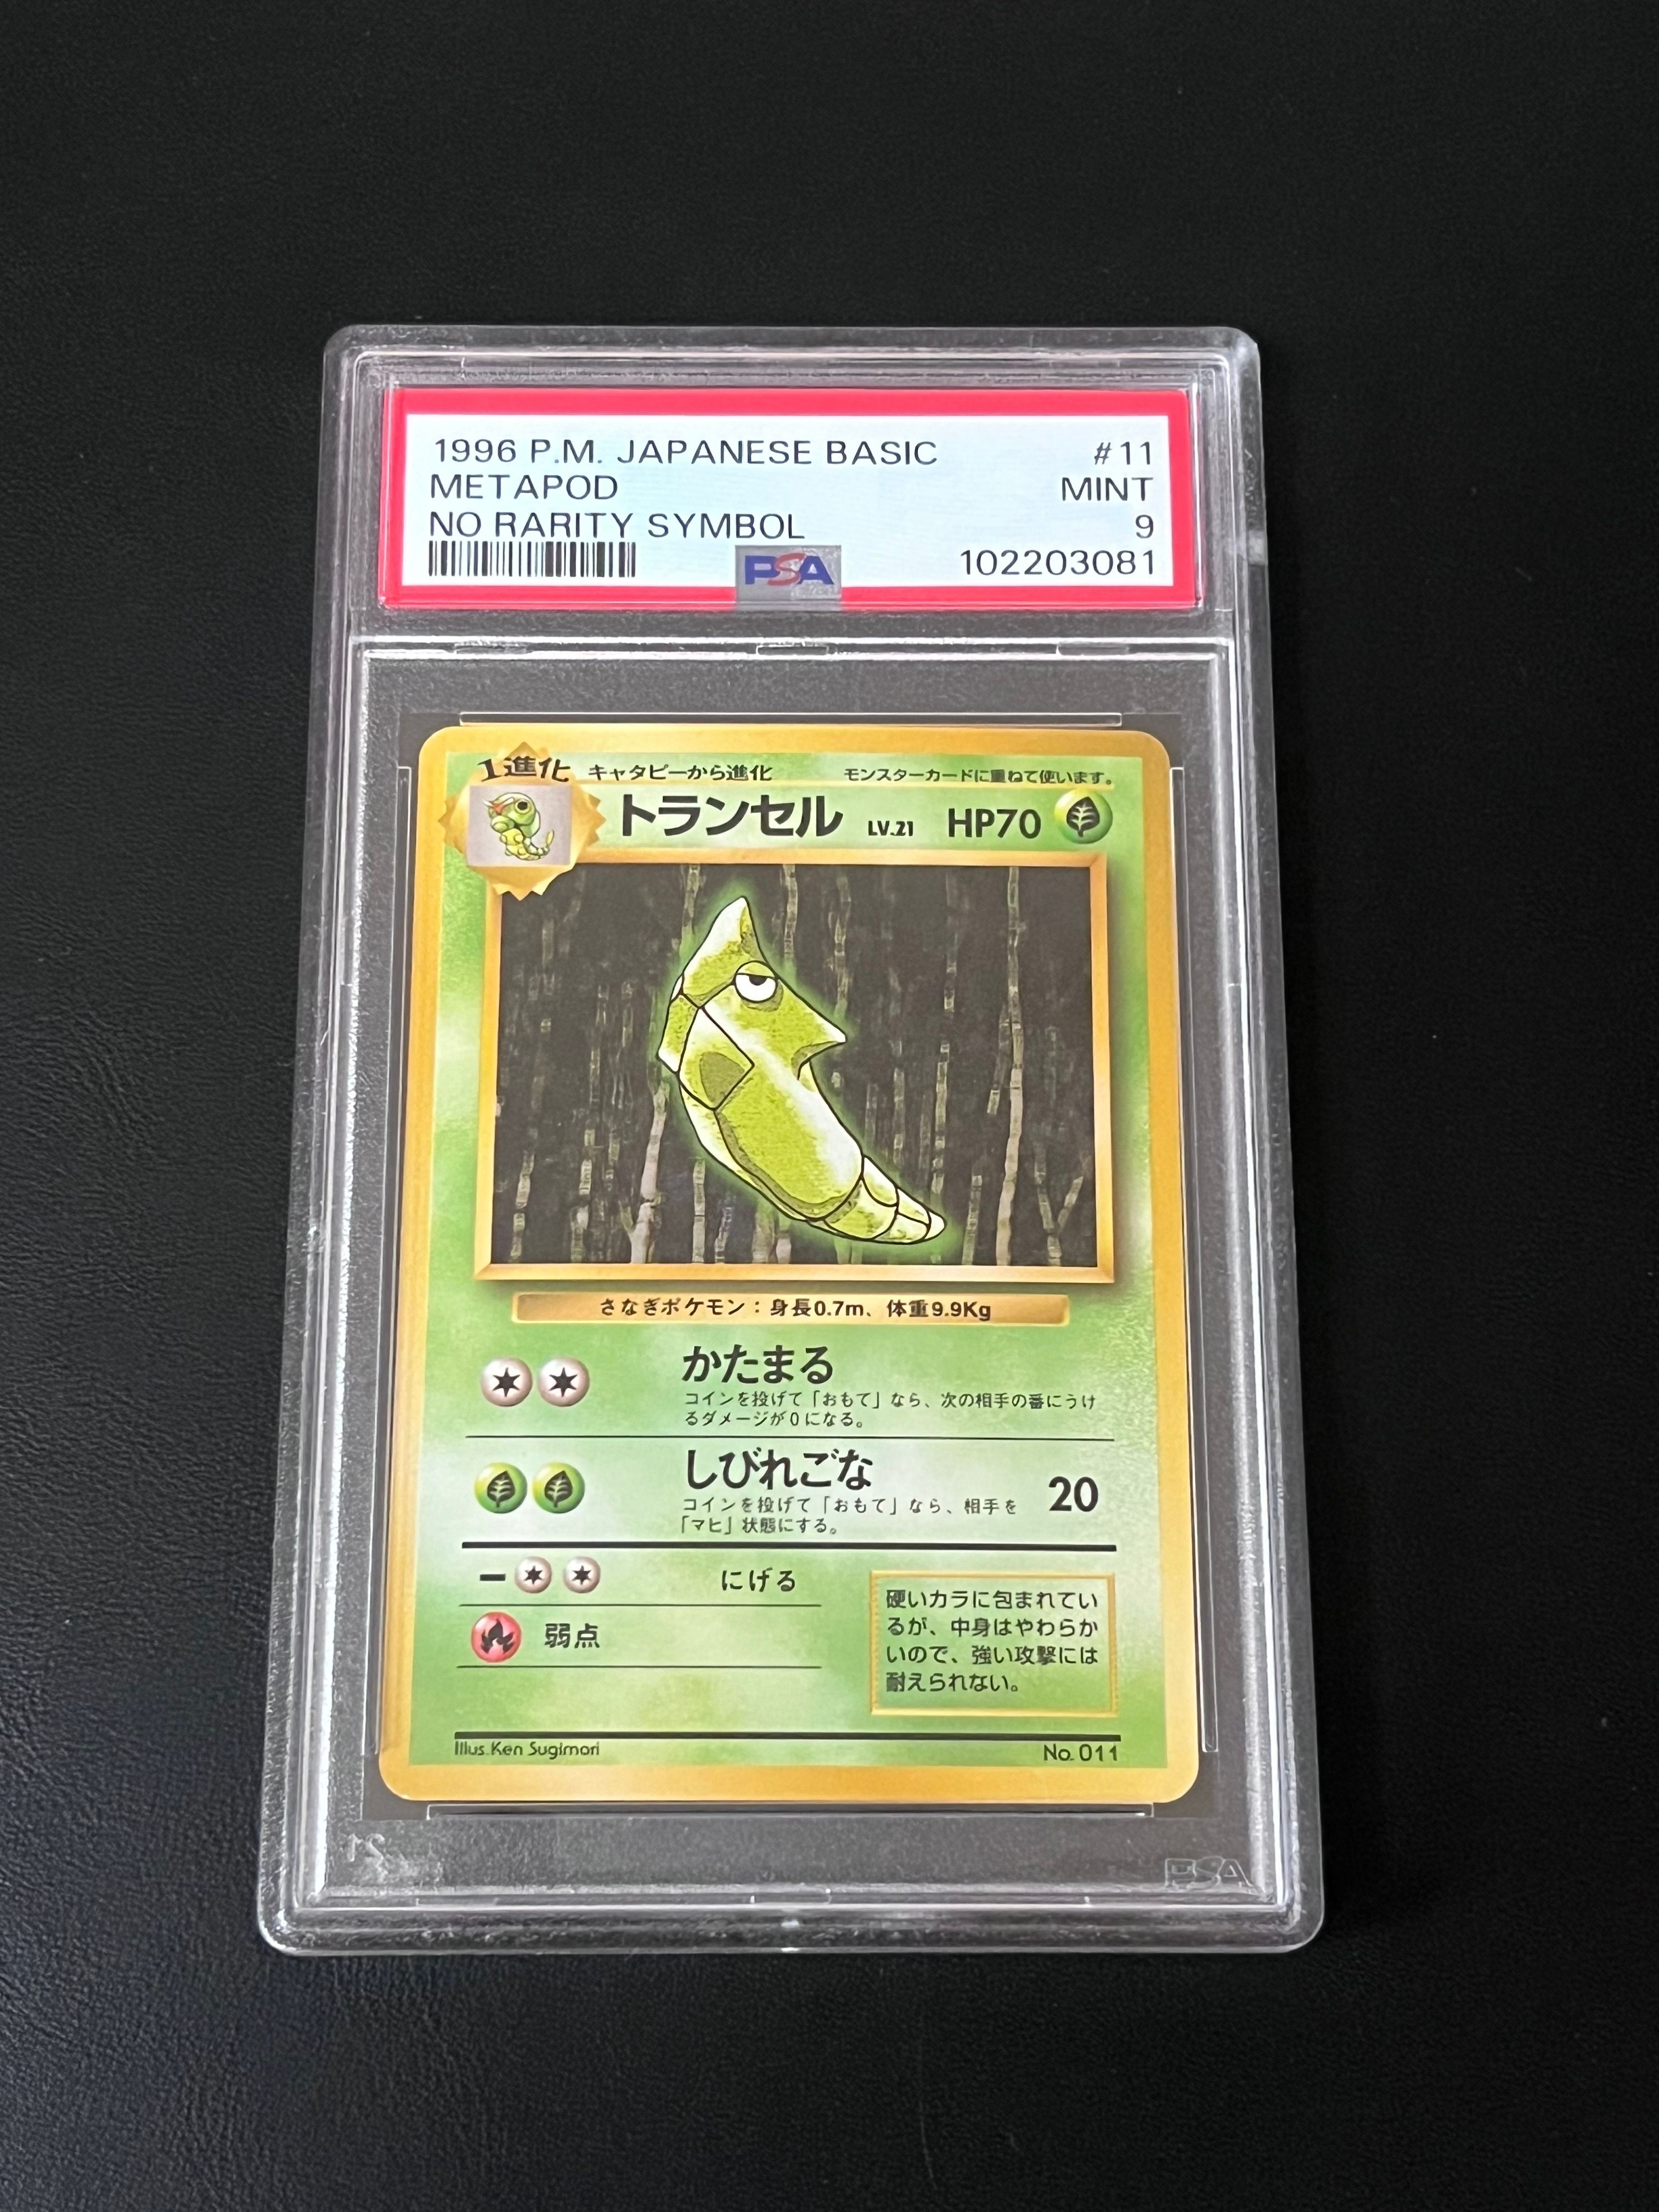 1996 P.M. JAPANESE BASIC #11
METAPOD MINT
NO RARITY SYMBOL 9
PSA 102203081
1進化 キャタピーから進化 モンスターカードに重ねて使います。
トランセル LV.21 HP70
さなぎポケモン：身長0.7m、体重9.9Kg
かたまる
コインを投げて「おもて」なら、次の相手の番にうけ
るダメージが0になる。
しびれごな 20
コインを投げて「おもて」なら、相手を
「マヒ」状態にする。
にげる
弱点
硬いカラに包まれてい
るが、中身はやわらか
いので、強い攻撃には
耐えられない。
Illus. Ken Sugimori No. 011
PSA